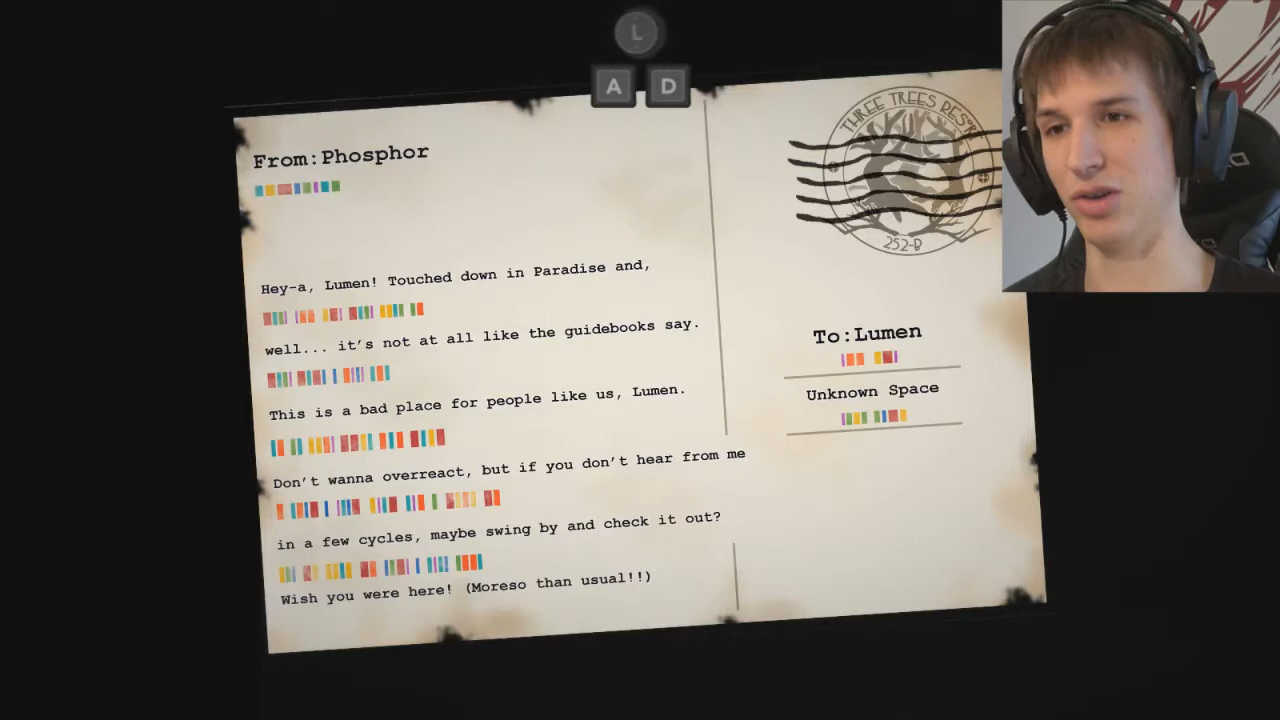 L
A D
From:Phosphor
Hey-a, Lumen! Touched down in Paradise and,
well... it's not at all like the guidebooks say.
This is a bad place for people like us, Lumen.
Don't wanna overreact, but if you don't hear from me
in a few cycles, maybe swing by and check it out?
Wish you were here! (Moreso than usual!!)
THREE TREES
252-B
To:Lumen
Unknown Space